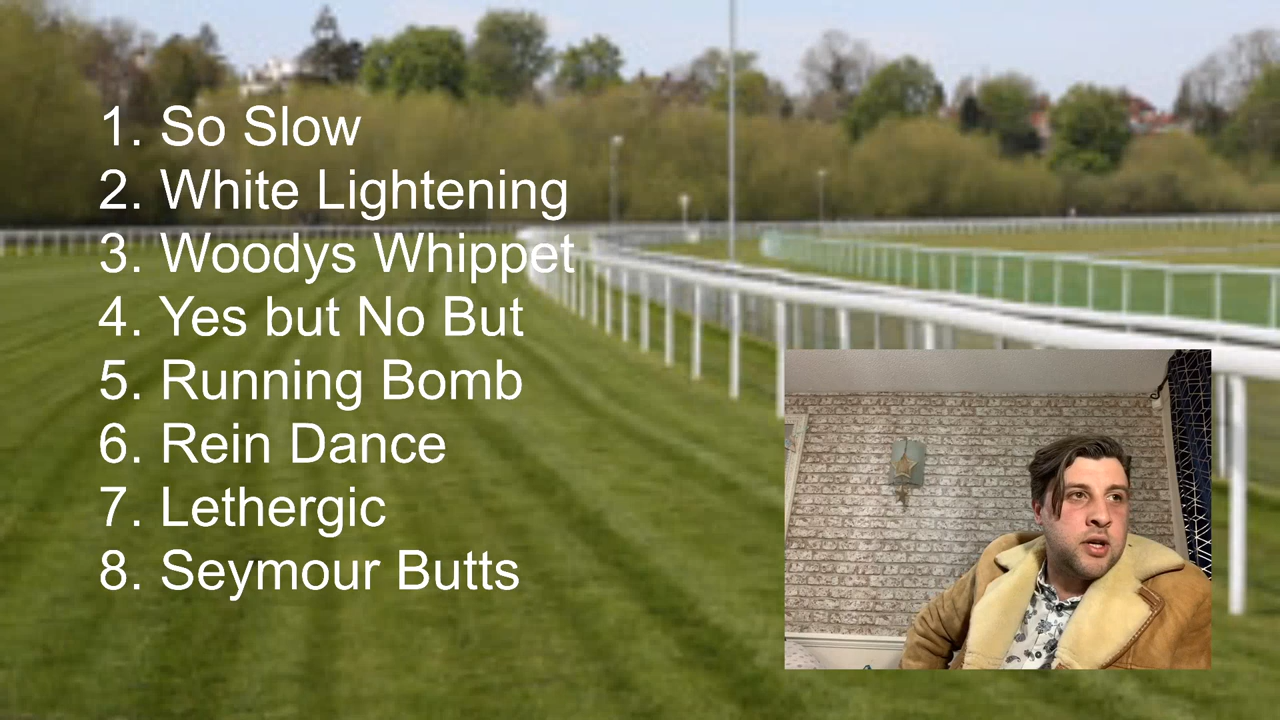 1. So Slow
2. White Lightening
3. Woodys Whippet
4. Yes but No But
5. Running Bomb
6. Rein Dance
7. Lethergic
8. Seymour Butts